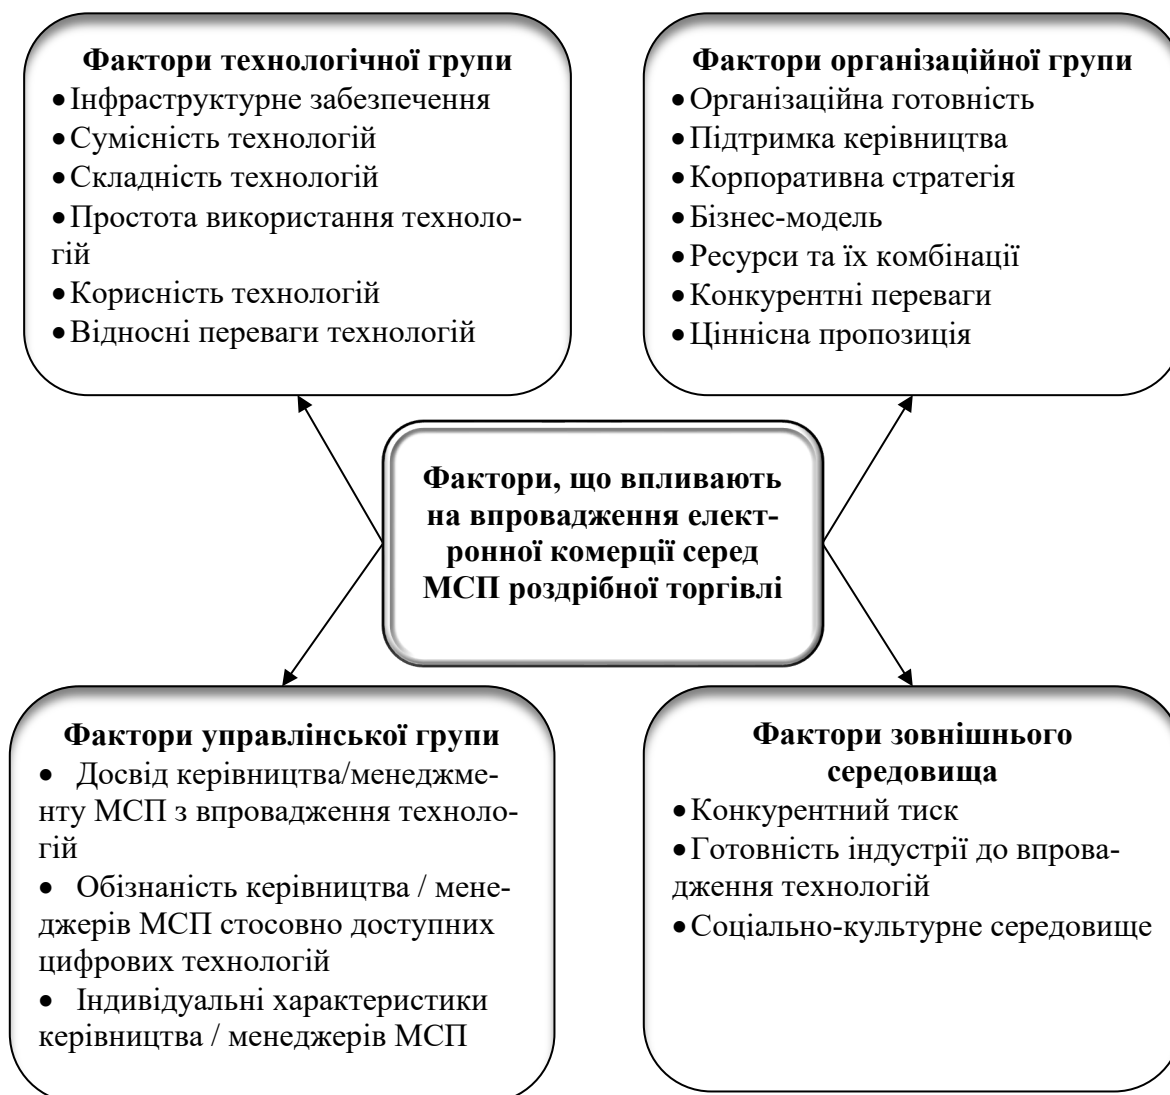 Фактори технологічної групи
•Інфраструктурне забезпечення
•Сумісність технологій
•Складність технологій
•Простота використання техноло-
гій
•Корисність технологій
•Відносні переваги технологій
Фактори організаційної групи
•Організаційна готовність
•Підтримка керівництва
•Корпоративна стратегія
•Бізнес-модель
•Ресурси та їх комбінації
•Конкурентні переваги
•Ціннісна пропозиція
Фактори, що впливають
на впровадження елект-
ронної комерції серед
МСП роздрібної торгівлі
Фактори управлінської групи
• Досвід керівництва/менеджме-
нту МСП з впровадження техноло-
гій
• Обізнаність керівництва / мене-
джерів МСП стосовно доступних
цифрових технологій
• Індивідуальні характеристики
керівництва / менеджерів МСП
Фактори зовнішнього
середовища
•Конкурентний тиск
•Готовність індустрії до впрова-
дження технологій
•Соціально-культурне середовище